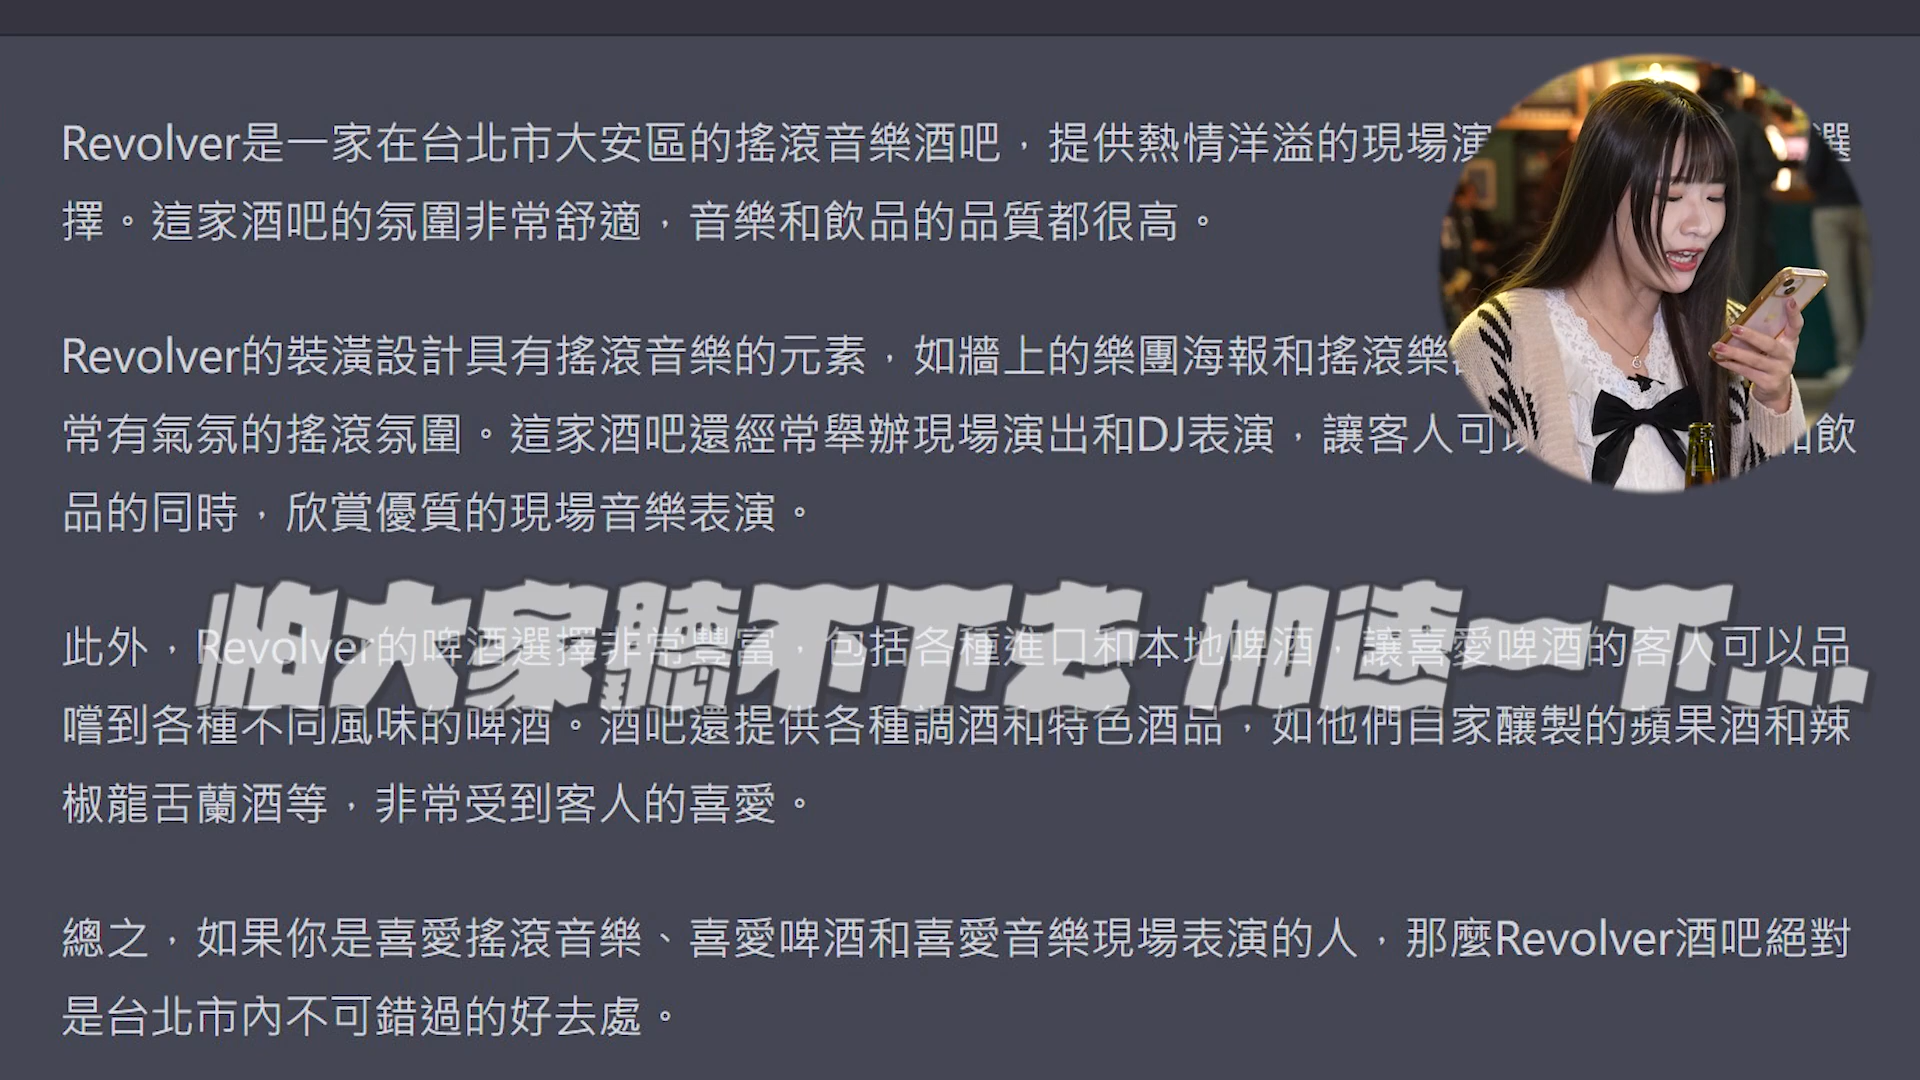 Revolver是一家在台北市大安區的搖滾音樂酒吧，提供熱情洋溢的現場演
選
擇。這家酒吧的氛圍非常舒適，音樂和飲品的品質都很高。
Revolver的裝潢設計具有搖滾音樂的元素，如牆上的樂團海報和搖滾樂
常有氣氛的搖滾氛圍。這家酒吧還經常舉辦現場演出和DJ表演，讓客人可
飲
品的同時，欣賞優質的現場音樂表演。
怕大家聽不下去 加速一下...
此外，Revolver的啤酒選擇非常豐富，包括各種進口和本地啤酒，讓喜愛啤酒的客人可以品
嚐到各種不同風味的啤酒。酒吧還提供各種調酒和特色酒品，如他們自家釀製的蘋果酒和辣
椒龍舌蘭酒等，非常受到客人的喜愛。
總之，如果你是喜愛搖滾音樂、喜愛啤酒和喜愛音樂現場表演的人，那麼Revolver酒吧絕對
是台北市內不可錯過的好去處。